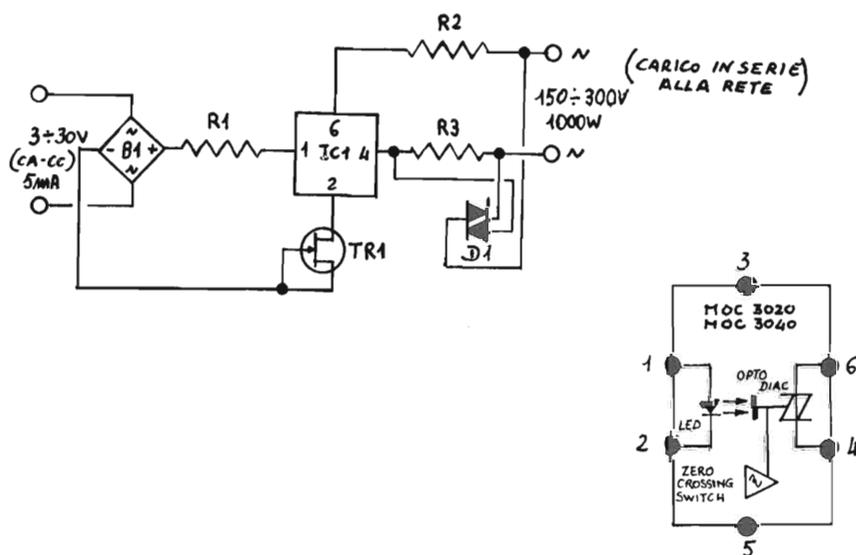 R2
~
(CARICO IN SERIE)
ALLA RETE
150÷300V
1000W
R1
R3
~
3÷30V
(CA-CC)
5mA
~
- B1 +
~
6
1 IC1 4
2
TR1
D1
3
MOC 3020
MOC 3040
1
6
OPTO
DIAC
LED
2
4
ZERO
CROSSING
SWITCH
~
5